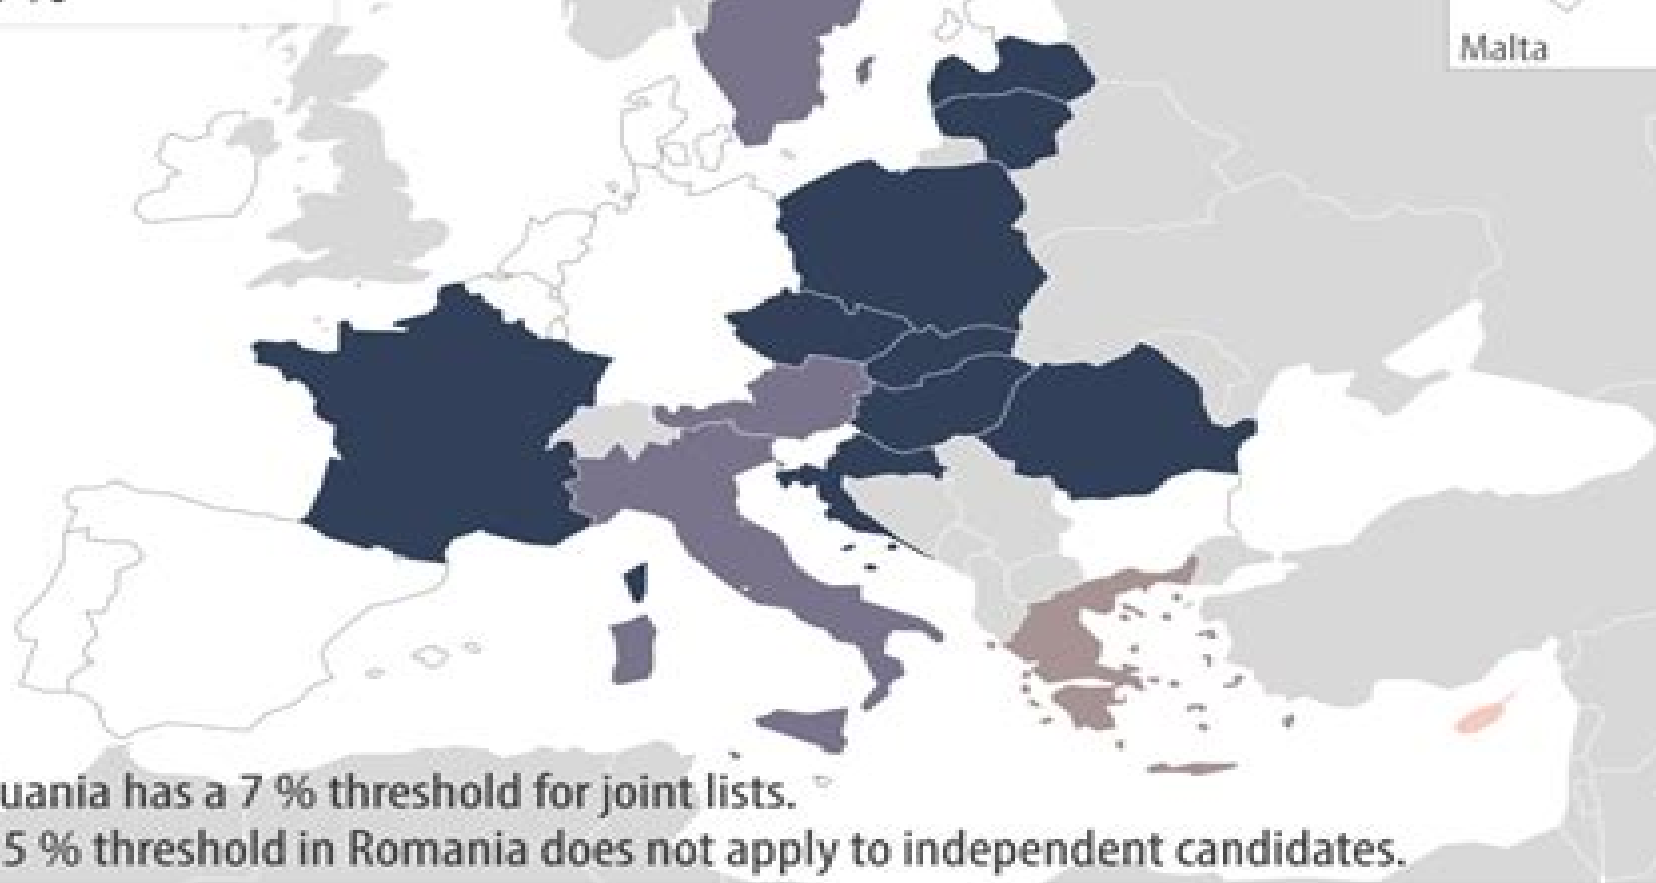 Malta
uania has a 7 % threshold for joint lists.
5 % threshold in Romania does not apply to independent candidates.